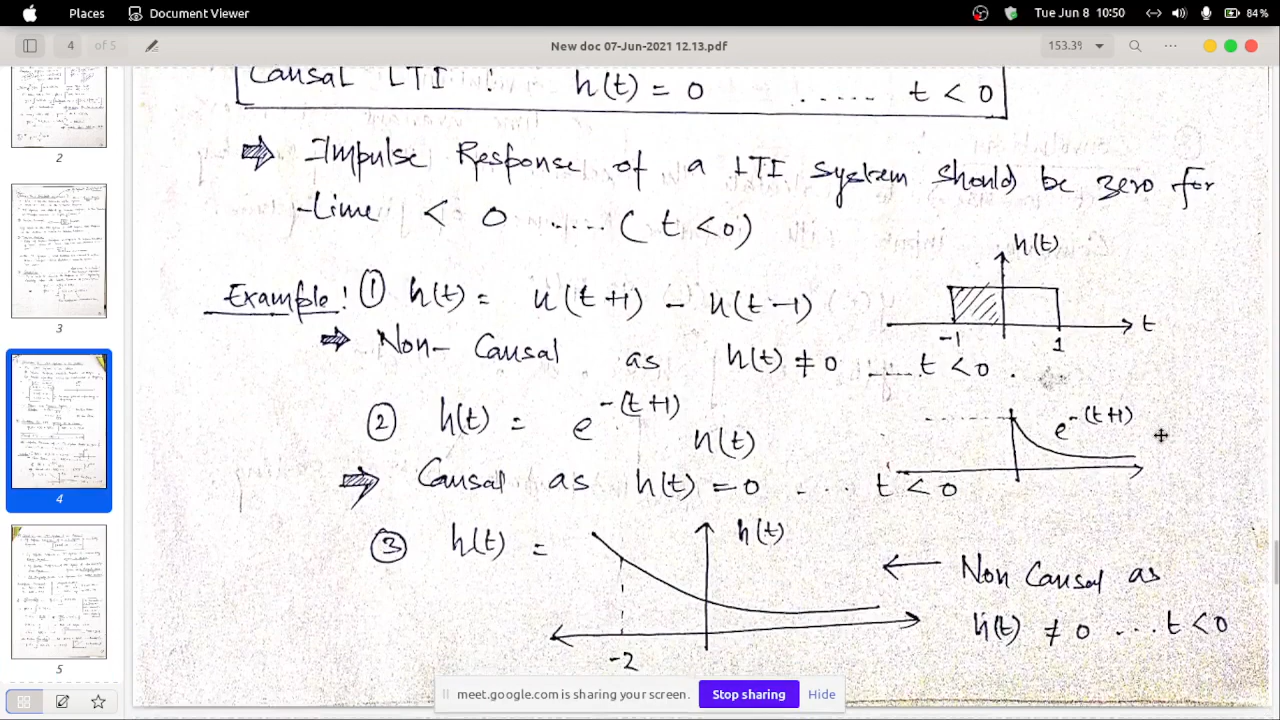 Places Document Viewer Tue Jun 8 10:50 84%
4 of 5 New doc 07-Jun-2021 12.13.pdf 153.39
Causal LTI : h(t) = 0 ..... t < 0
⇒ Impulse Response of a LTI system should be zero for
time < 0 ..... ( t <0)
Example! ① h(t) = u(t+1) - u(t-1)
h(t)
t
-1 1
⇒ Non-Causal as h(t) ≠ 0 ..... t < 0 .
② h(t) = e^-(t+1) u(t)
e^-(t+1)
⇒ Causal as h(t) = 0 .... t < 0
③ h(t) =
h(t)
-2
← Non Causal as
h(t) ≠ 0 ....t < 0
2
3
4
5
meet.google.com is sharing your screen. Stop sharing Hide